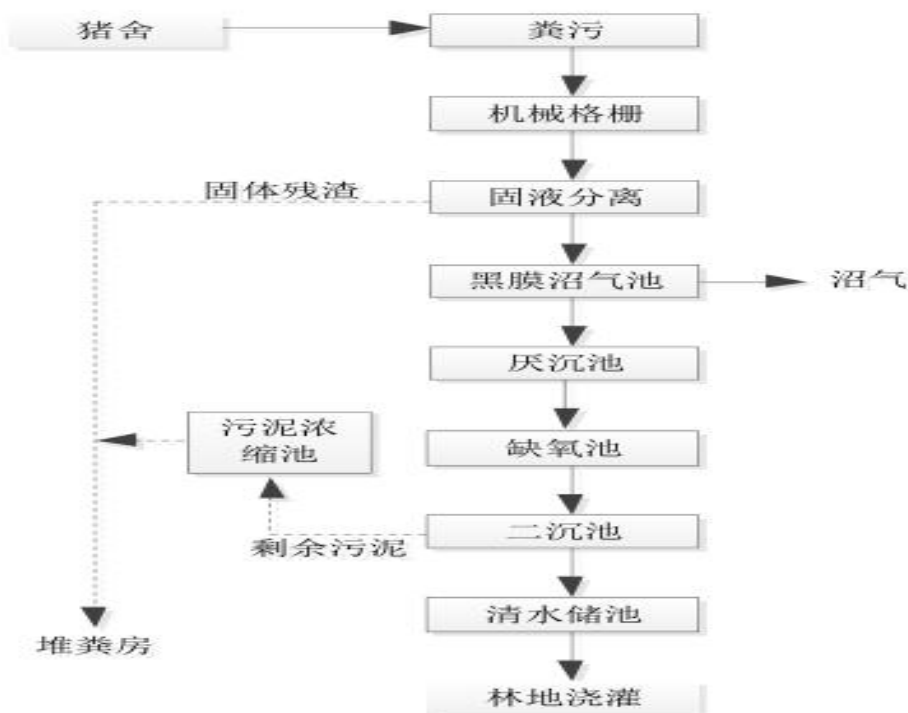 猪舍
粪污
机械格栅
固体残渣
固液分离
黑膜沼气池
沼气
厌沉池
污泥浓
缩池
缺氧池
剩余污泥
二沉池
清水储池
堆粪房
林地浇灌